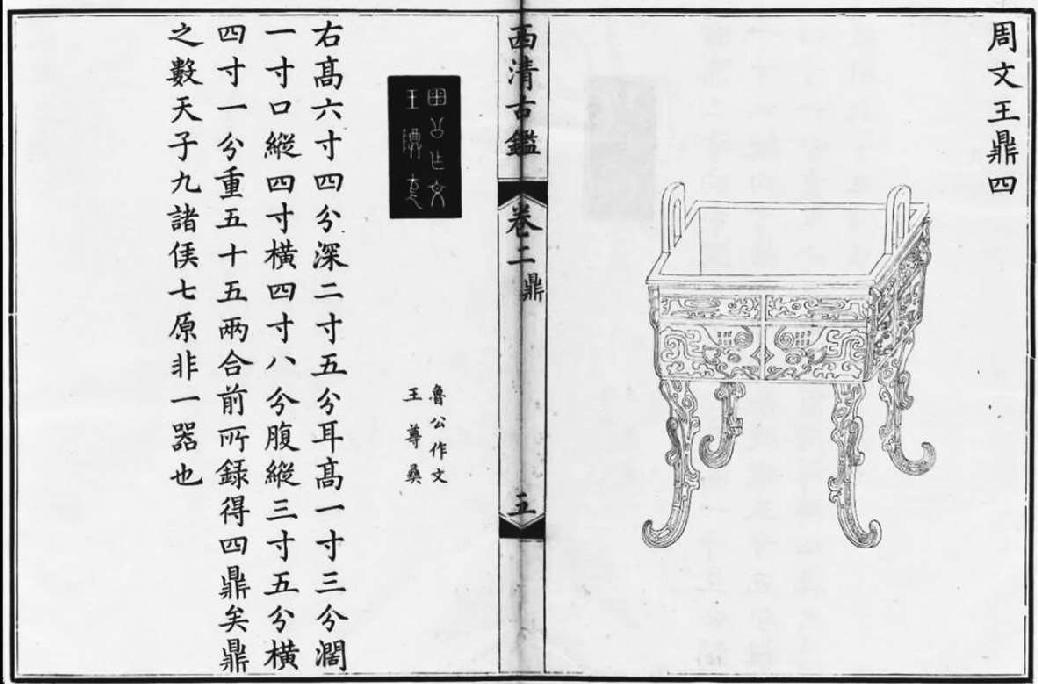 周文王鼎四
西清古鑑
卷二
鼎
五
魯公作文
王尊彝
右高六寸四分深二寸五分耳高一寸三分濶
一寸口縱四寸横四寸八分腹縱三寸五分横
四寸一分重五十五兩合前所録得四鼎矣鼎
之數天子九諸侯七原非一器也